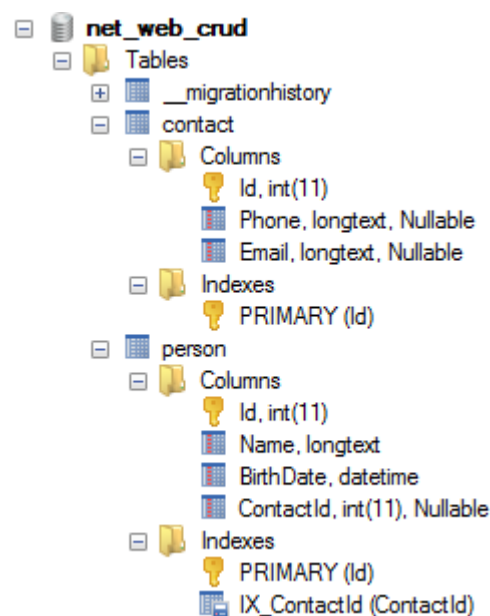 net_web_crud
Tables
__migrationhistory
contact
Columns
Id, int(11)
Phone, longtext, Nullable
Email, longtext, Nullable
Indexes
PRIMARY (Id)
person
Columns
Id, int(11)
Name, longtext
BirthDate, datetime
ContactId, int(11), Nullable
Indexes
PRIMARY (Id)
IX_ContactId (ContactId)